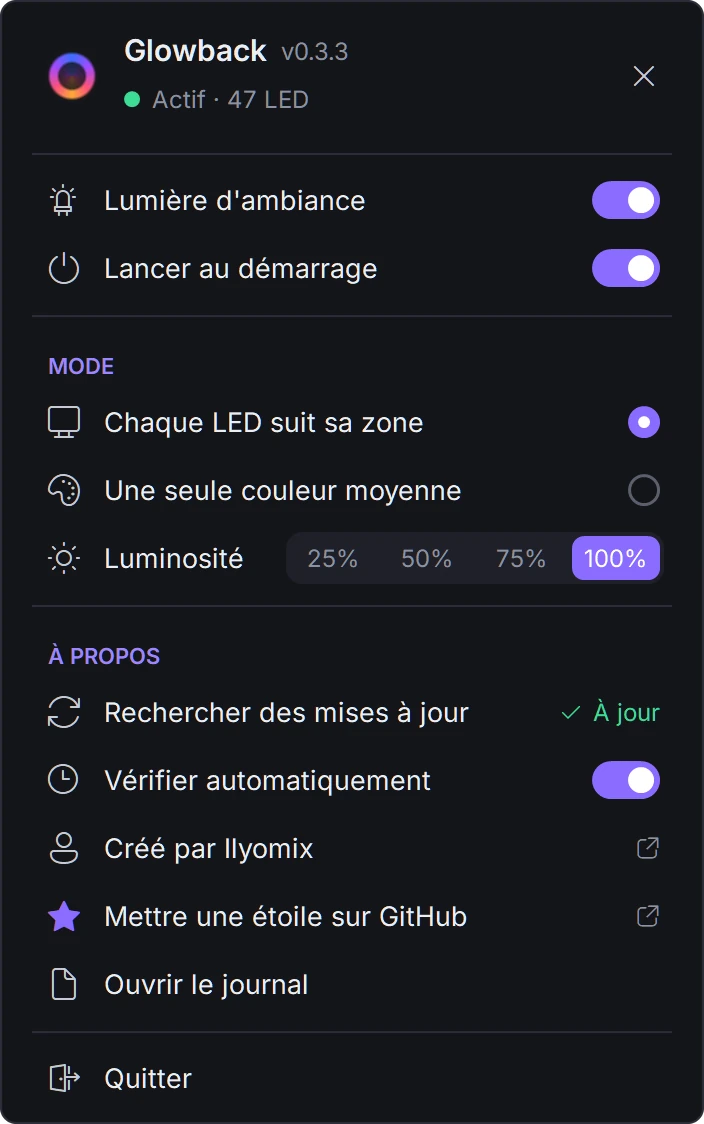 Glowback v0.3.3
Actif · 47 LED
Lumière d'ambiance
Lancer au démarrage
MODE
Chaque LED suit sa zone
Une seule couleur moyenne
Luminosité 25% 50% 75% 100%
À PROPOS
Rechercher des mises à jour À jour
Vérifier automatiquement
Créé par Ilyomix
Mettre une étoile sur GitHub
Ouvrir le journal
Quitter